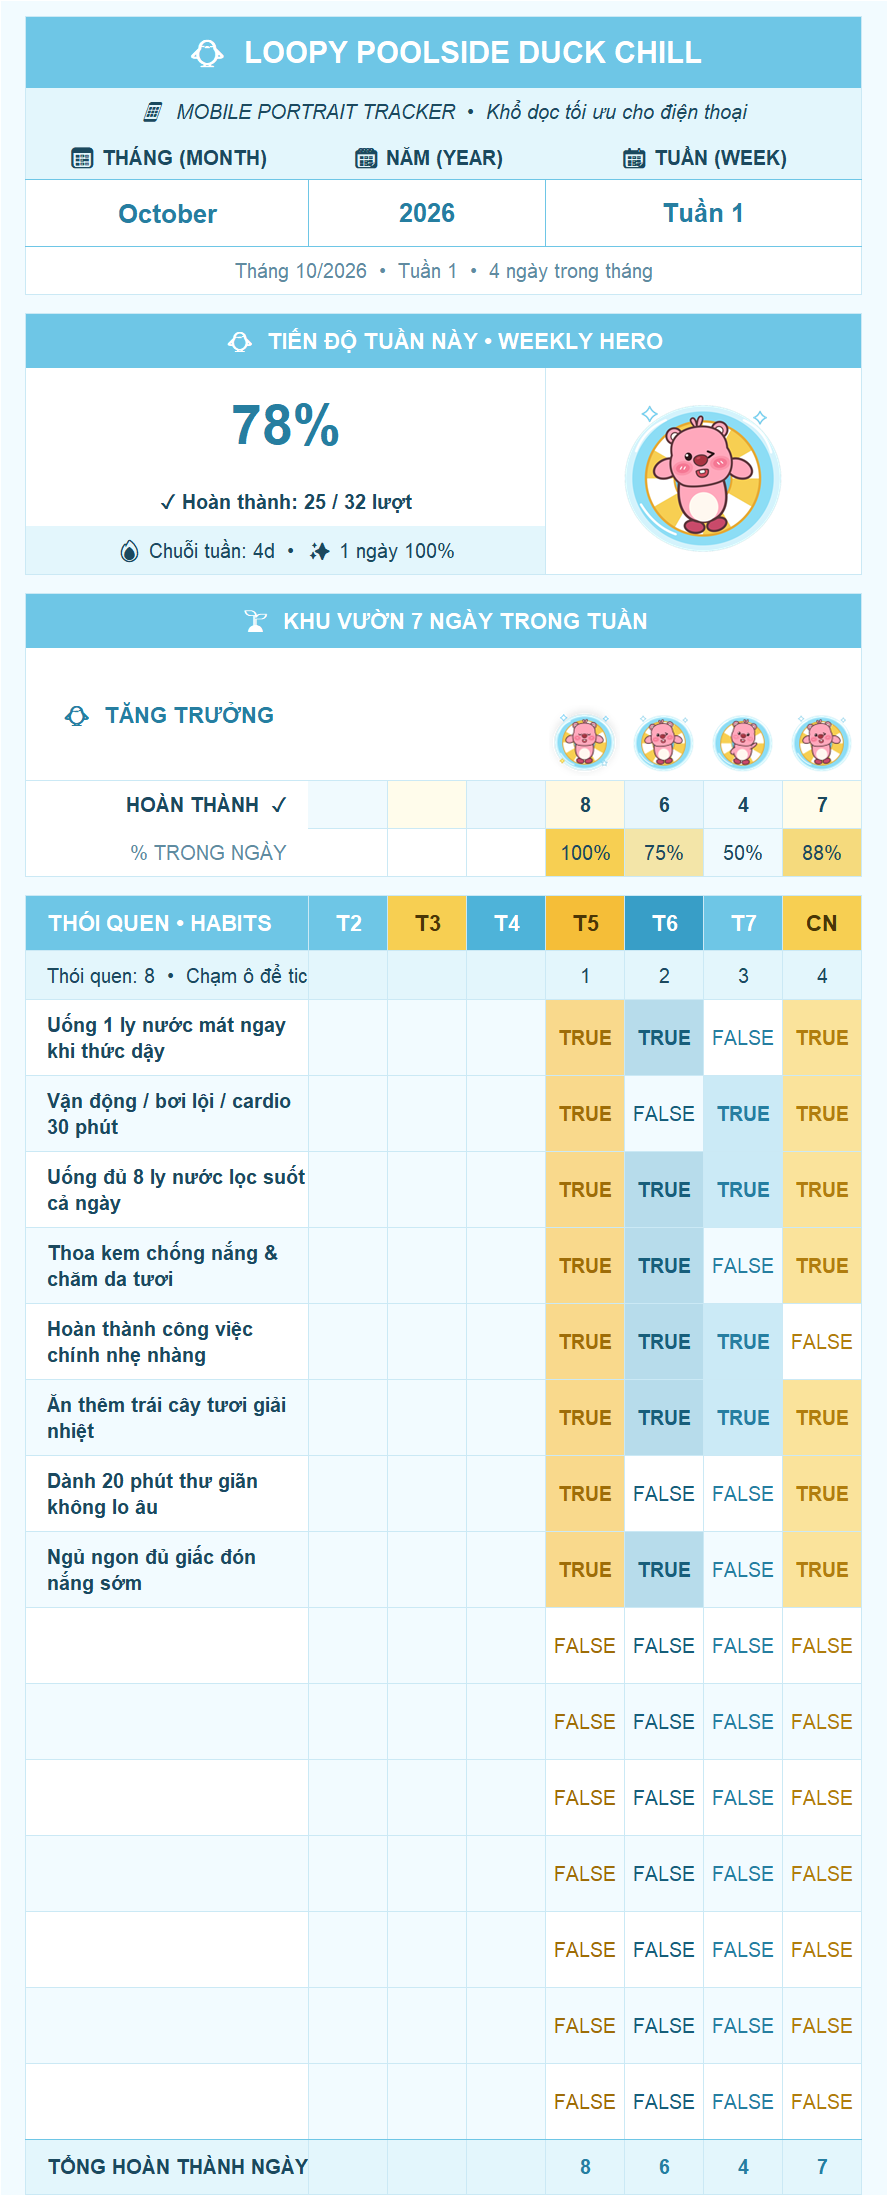 LOOPY POOLSIDE DUCK CHILL
MOBILE PORTRAIT TRACKER • Khổ dọc tối ưu cho điện thoại
THÁNG (MONTH) NĂM (YEAR) TUẦN (WEEK)
October 2026 Tuần 1
Tháng 10/2026 • Tuần 1 • 4 ngày trong tháng
TIẾN ĐỘ TUẦN NÀY • WEEKLY HERO
78%
✓ Hoàn thành: 25 / 32 lượt
Chuỗi tuần: 4d • 1 ngày 100%
KHU VƯỜN 7 NGÀY TRONG TUẦN
TĂNG TRƯỞNG
HOÀN THÀNH ✓ 8 6 4 7
% TRONG NGÀY 100% 75% 50% 88%
THÓI QUEN • HABITS T2 T3 T4 T5 T6 T7 CN
Thói quen: 8 • Chạm ô để tic 1 2 3 4
Uống 1 ly nước mát ngay
khi thức dậy
TRUE TRUE FALSE TRUE
Vận động / bơi lội / cardio
30 phút
TRUE FALSE TRUE TRUE
Uống đủ 8 ly nước lọc suốt
cả ngày
TRUE TRUE TRUE TRUE
Thoa kem chống nắng &
chăm da tươi
TRUE TRUE FALSE TRUE
Hoàn thành công việc
chính nhẹ nhàng
TRUE TRUE TRUE FALSE
Ăn thêm trái cây tươi giải
nhiệt
TRUE TRUE TRUE TRUE
Dành 20 phút thư giãn
không lo âu
TRUE FALSE FALSE TRUE
Ngủ ngon đủ giấc đón
nắng sớm
TRUE TRUE FALSE TRUE
FALSE FALSE FALSE FALSE
FALSE FALSE FALSE FALSE
FALSE FALSE FALSE FALSE
FALSE FALSE FALSE FALSE
FALSE FALSE FALSE FALSE
FALSE FALSE FALSE FALSE
FALSE FALSE FALSE FALSE
TỔNG HOÀN THÀNH NGÀY 8 6 4 7